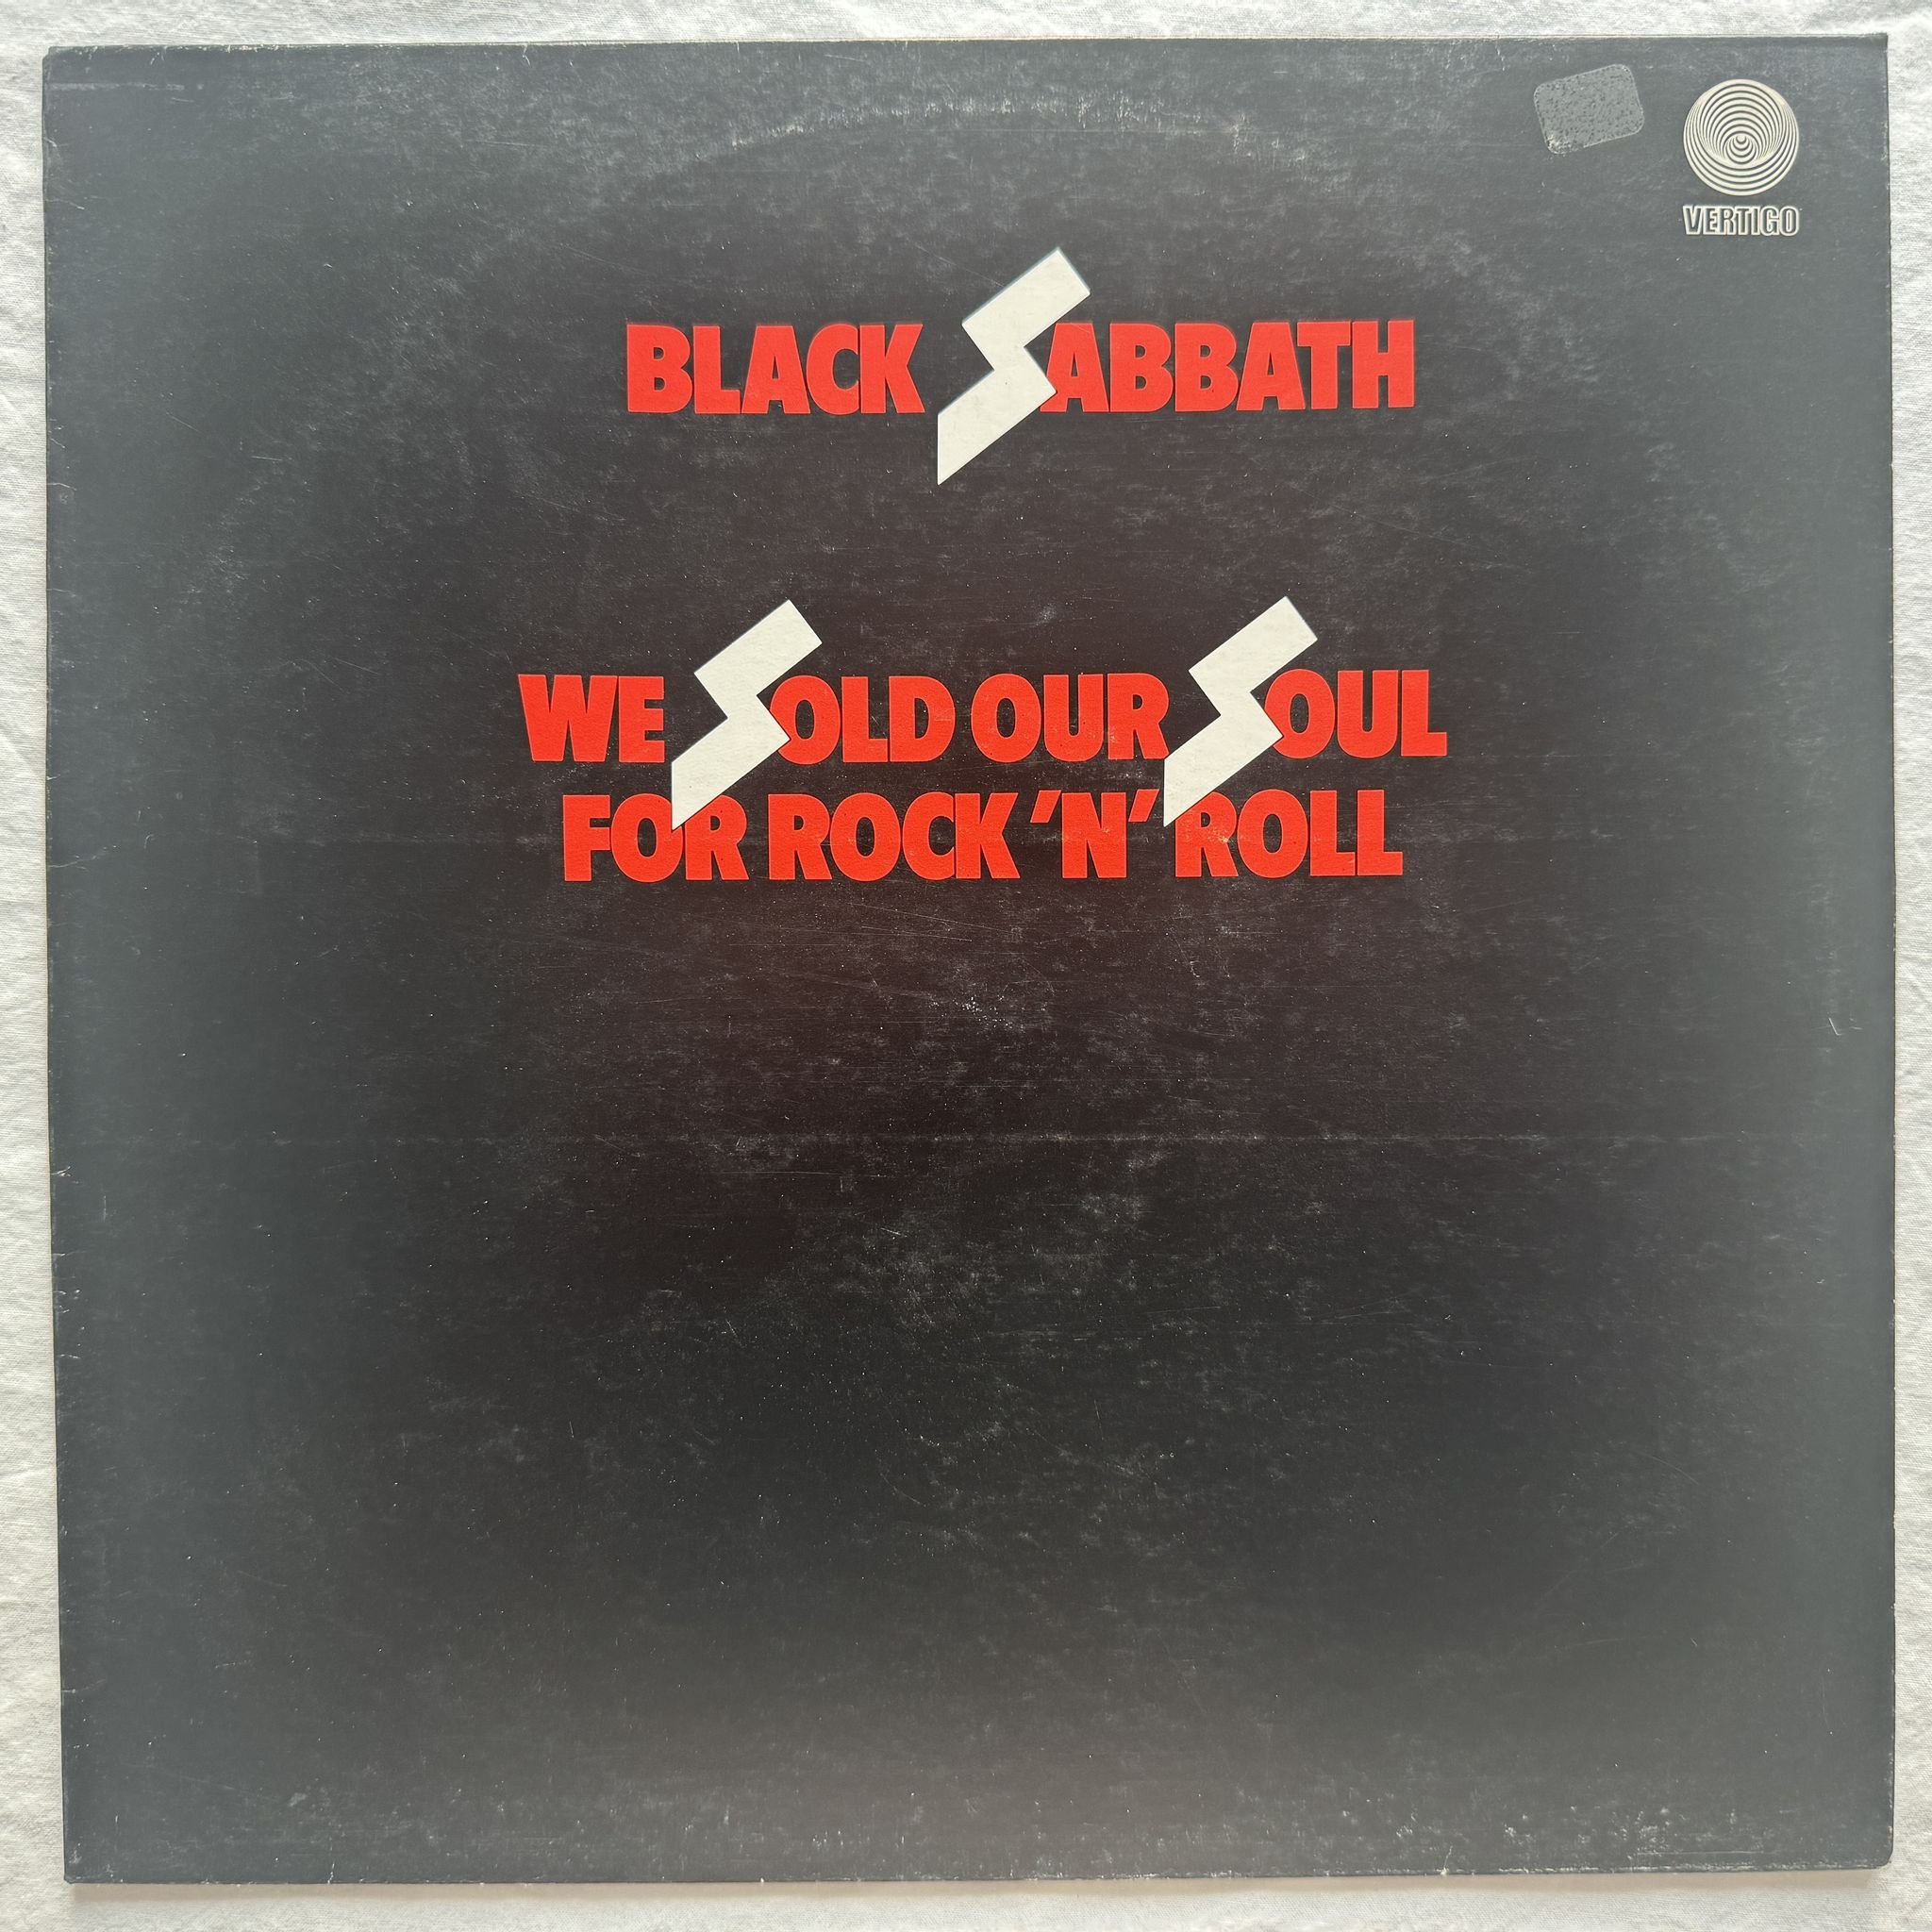 VERTIGO
BLACK SABBATH
WE SOLD OUR SOUL
FOR ROCK 'N' ROLL